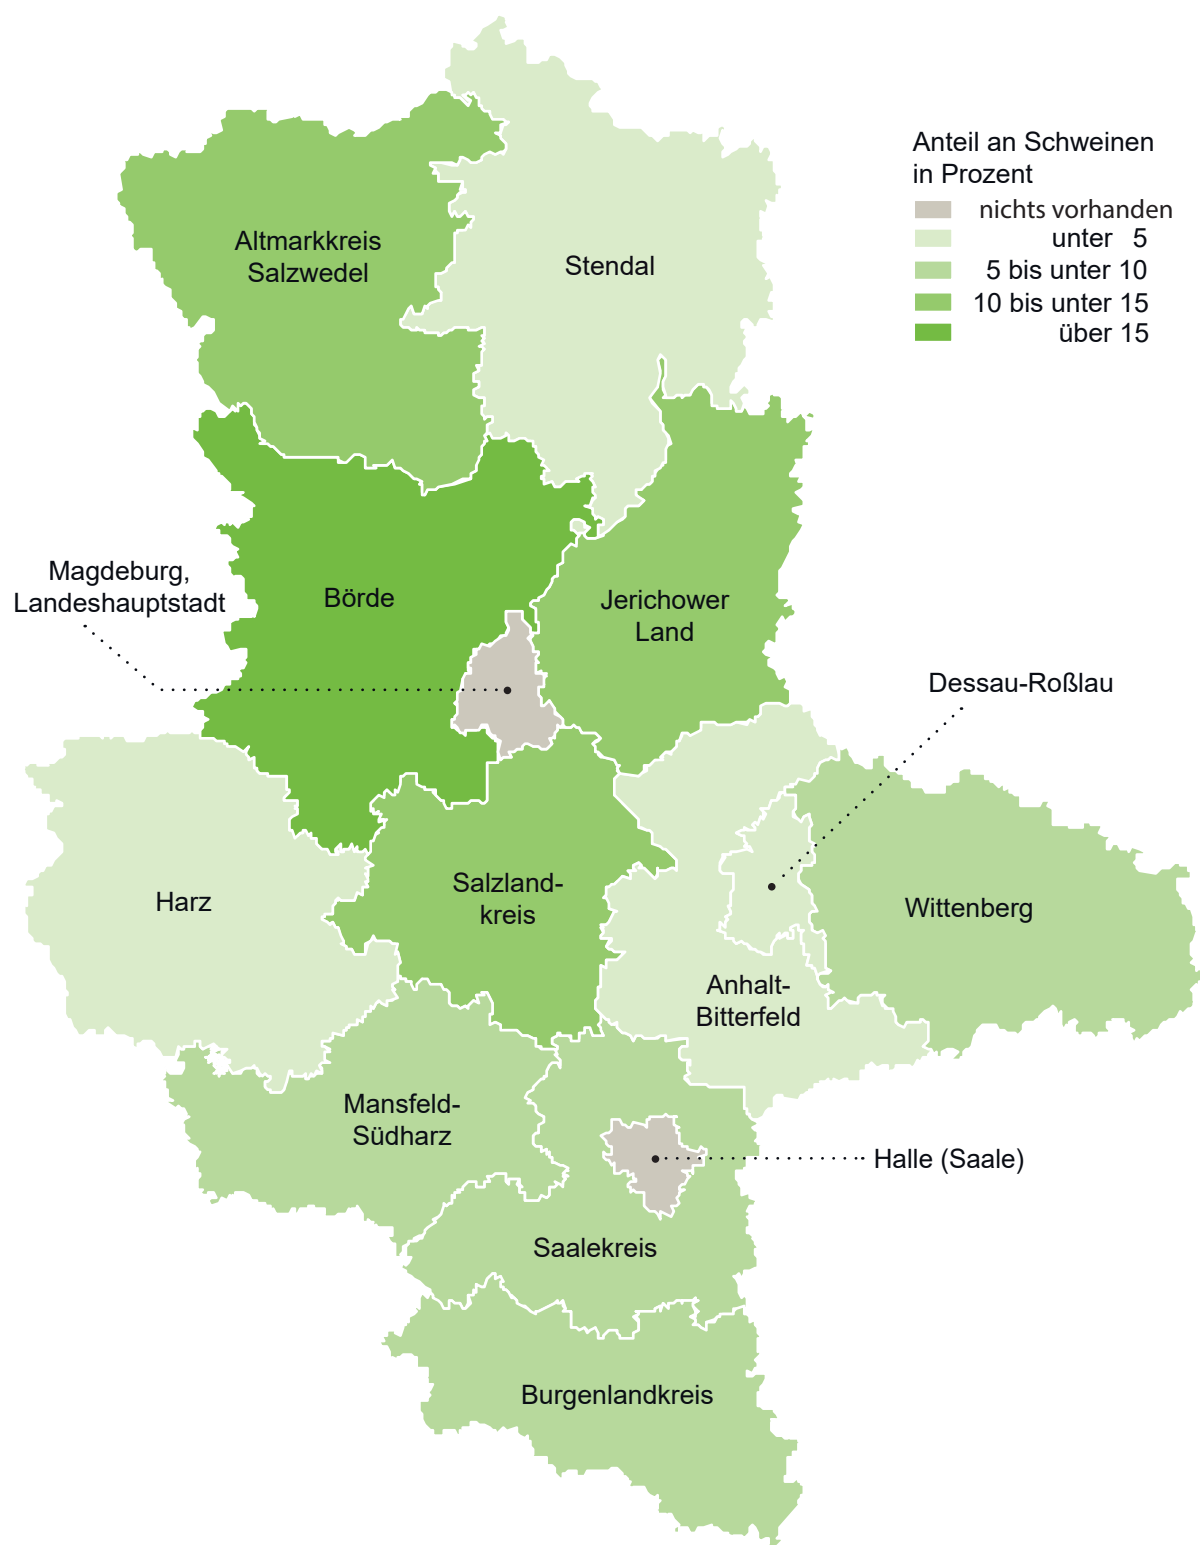 Anteil an Schweinen
in Prozent
nichts vorhanden
unter 5
5 bis unter 10
10 bis unter 15
über 15
Altmarkkreis
Salzwedel
Stendal
Magdeburg,
Landeshauptstadt
Börde
Jerichower
Land
Dessau-Roßlau
Harz
Salzland-
kreis
Wittenberg
Anhalt-
Bitterfeld
Mansfeld-
Südharz
Halle (Saale)
Saalekreis
Burgenlandkreis